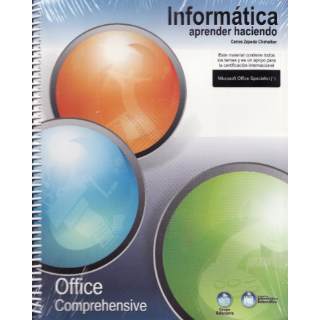 Informática
aprender haciendo
Carlos Zepeda Chehaibar
Este material contiene todos
los temas y es un apoyo para
la certificación internacional
Microsoft Office Specialist (*)
Office
Comprehensive
Grupo